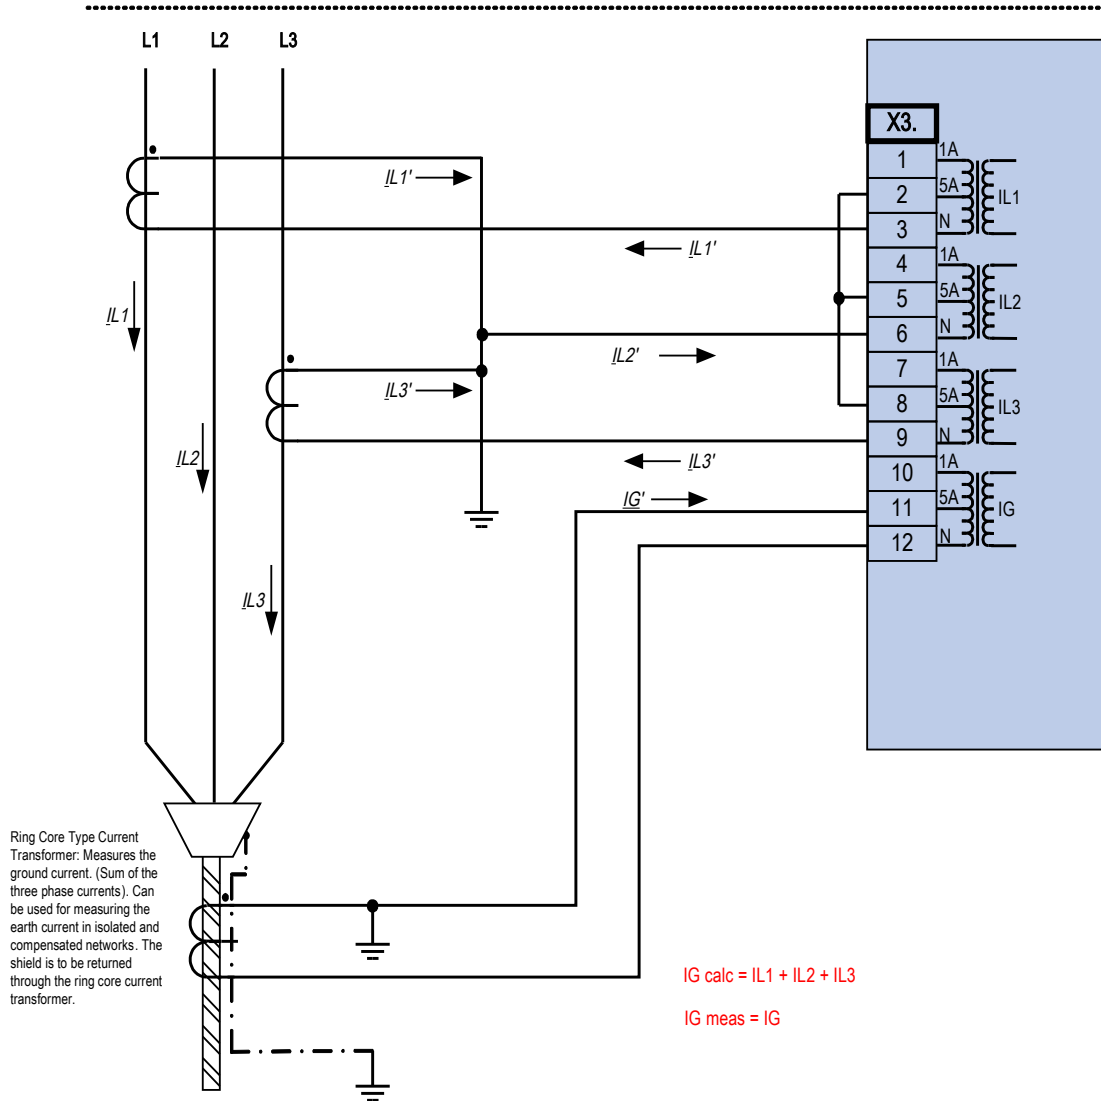 L1 L2 L3
X3.
1 1A
2 5A IL1
3 N
4 1A
5 5A IL2
6 N
7 1A
8 5A IL3
9 N
10 1A
11 5A IG
12 N
IL1'
IL1'
IL1
IL2'
IL3'
IL2
IL3'
IG'
IL3
Ring Core Type Current
Transformer: Measures the
ground current. (Sum of the
three phase currents). Can
be used for measuring the
earth current in isolated and
compensated networks. The
shield is to be returned
through the ring core current
transformer.
IG calc = IL1 + IL2 + IL3
IG meas = IG